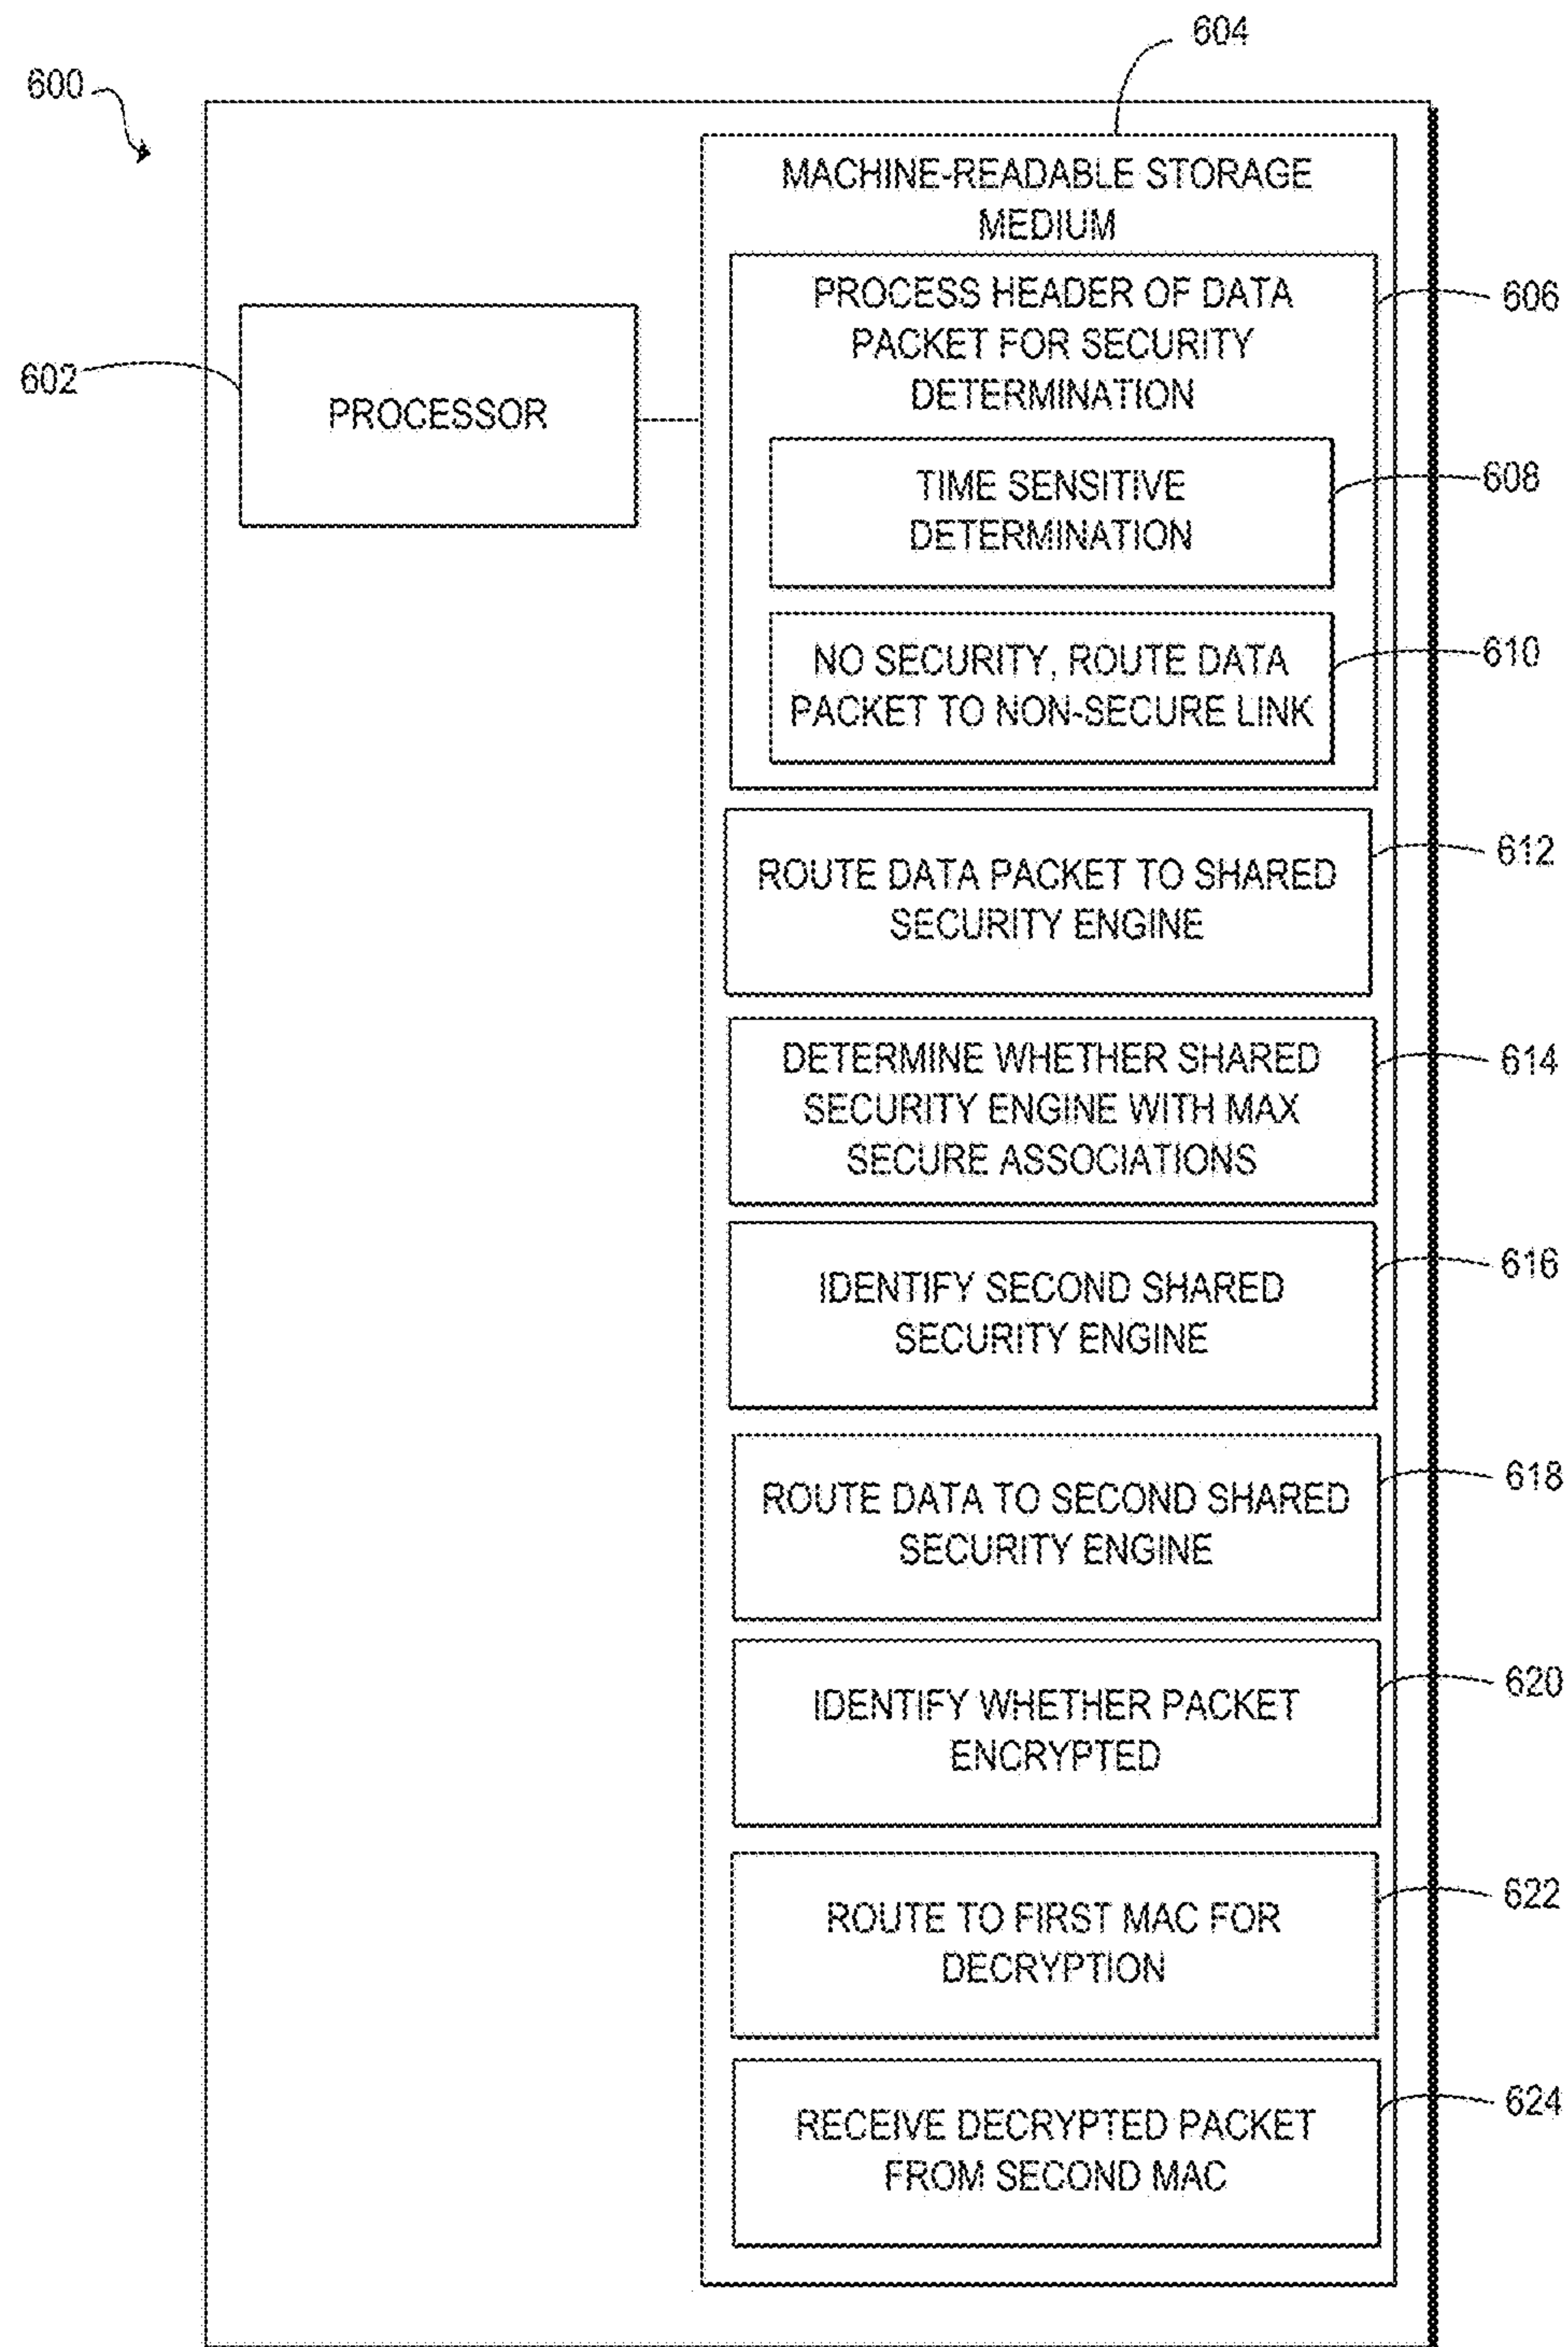 604
600
MACHINE-READABLE STORAGE
MEDIUM
PROCESS HEADER OF DATA
PACKET FOR SECURITY
DETERMINATION
606
602
PROCESSOR
TIME SENSITIVE
DETERMINATION
608
NO SECURITY, ROUTE DATA
PACKET TO NON-SECURE LINK
610
ROUTE DATA PACKET TO SHARED
SECURITY ENGINE
612
DETERMINE WHETHER SHARED
SECURITY ENGINE WITH MAX
SECURE ASSOCIATIONS
614
IDENTIFY SECOND SHARED
SECURITY ENGINE
616
ROUTE DATA TO SECOND SHARED
SECURITY ENGINE
618
IDENTIFY WHETHER PACKET
ENCRYPTED
620
ROUTE TO FIRST MAC FOR
DECRYPTION
622
RECEIVE DECRYPTED PACKET
FROM SECOND MAC
624